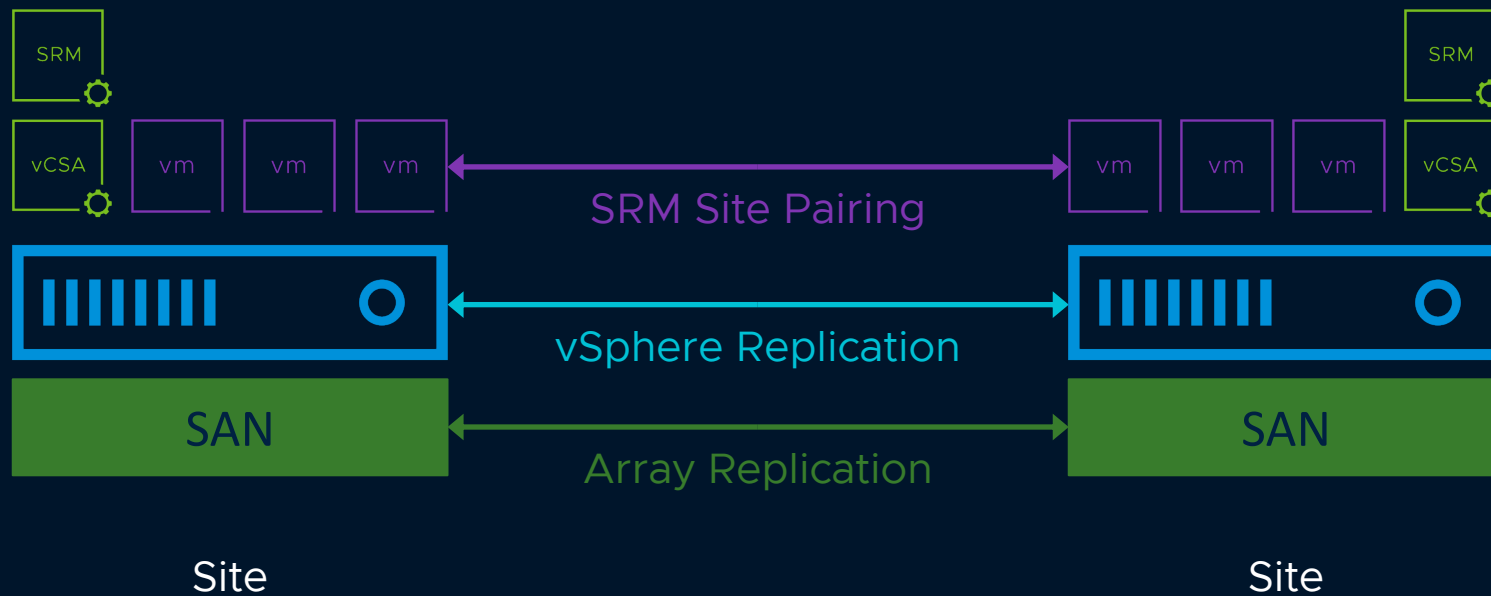 SRM
SRM
vCSA
vm
vm
vm
vm
vm
vm
vCSA
SRM Site Pairing
vSphere Replication
SAN
SAN
Array Replication
Site
Site